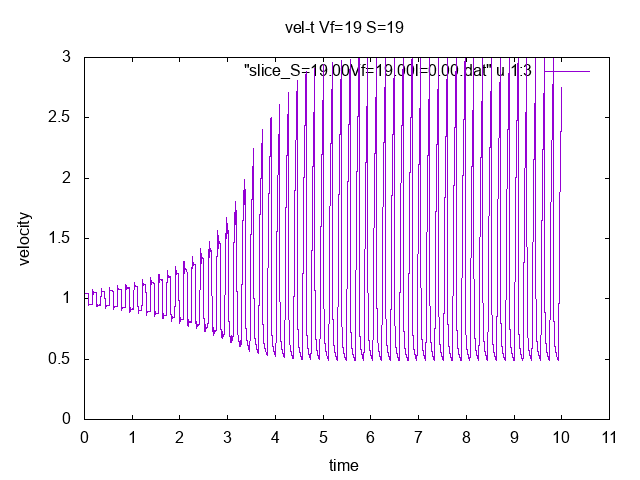 vel-t Vf=19 S=19
"slice_S=19.00Vf=19.00I=0.00.dat" u 1:3
3
2.5
2
1.5
1
0.5
0
velocity
0 1 2 3 4 5 6 7 8 9 10 11
time